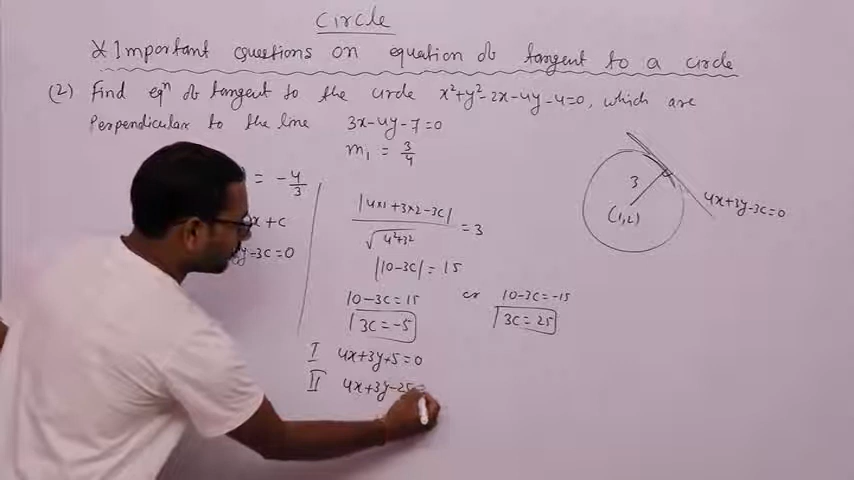 Circle
* Important questions on equation of tangent to a circle
(2) Find eqⁿ of tangent to the circle x²+y²-2x-4y-4=0, which are
Perpendicular to the line 3x-4y-7=0
m₁ = 3/4
= -4/3
x+c
y-3c=0
|4×1+3×2-3c| / √(4²+3²) = 3
|10-3c| = 15
10-3c=15 or 10-3c=-15
3c=-5 3c=25
I 4x+3y+5=0
II 4x+3y-25=
3
(1,2)
4x+3y-3c=0